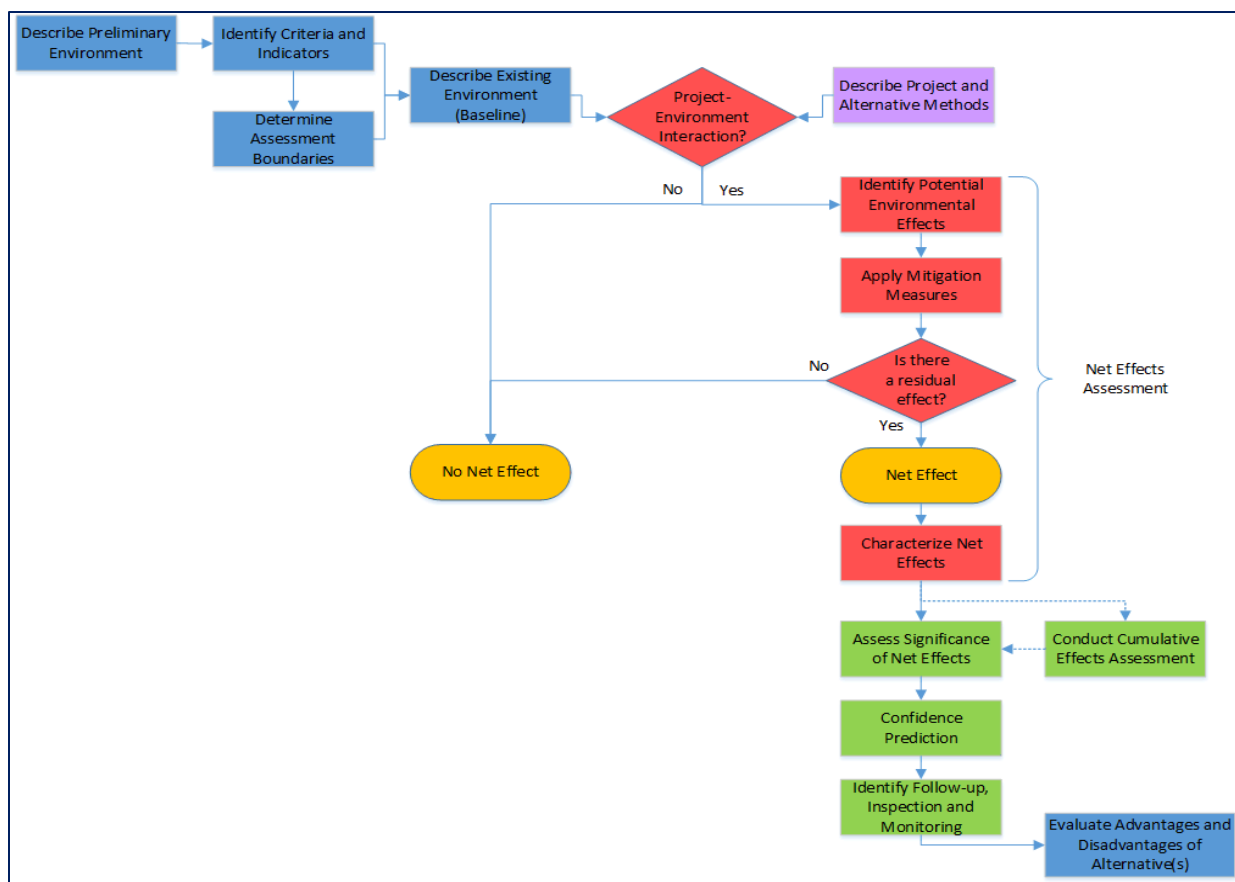 Describe Preliminary
Environment
Identify Criteria and
Indicators
Determine
Assessment
Boundaries
Describe Existing
Environment
(Baseline)
Project-
Environment
Interaction?
Describe Project and
Alternative Methods
No
Yes
Identify Potential
Environmental
Effects
Apply Mitigation
Measures
Is there
a residual
effect?
No
Yes
Net Effects
Assessment
No Net Effect
Net Effect
Characterize Net
Effects
Assess Significance
of Net Effects
Conduct Cumulative
Effects Assessment
Confidence
Prediction
Identify Follow-up,
Inspection and
Monitoring
Evaluate Advantages and
Disadvantages of
Alternative(s)